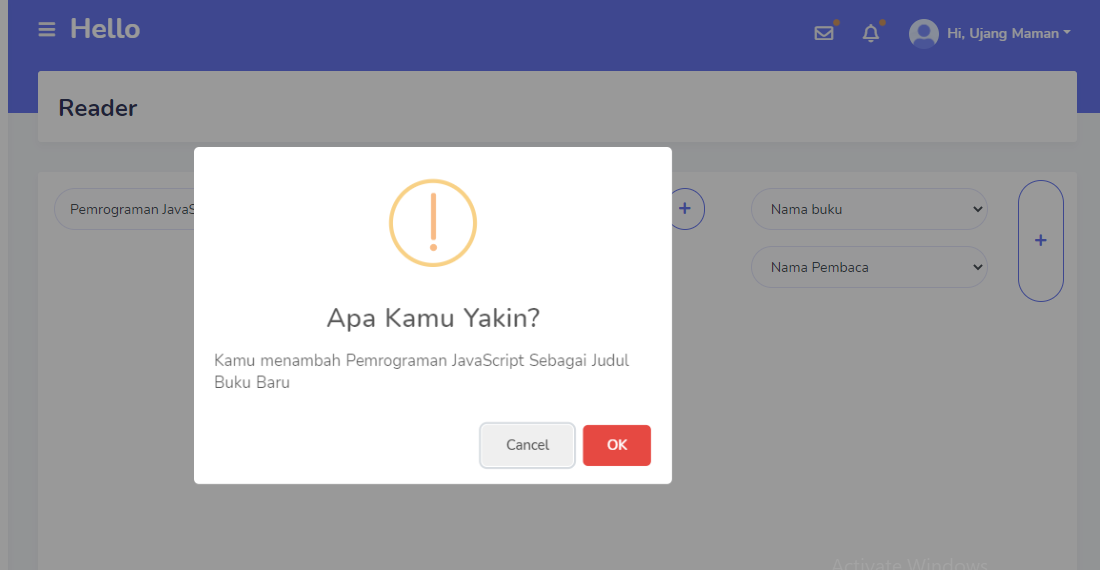 Hello
Hi, Ujang Maman
Reader
Pemrograman JavaS
+
Nama buku
+
Nama Pembaca
Apa Kamu Yakin?
Kamu menambah Pemrograman JavaScript Sebagai Judul
Buku Baru
Cancel
OK
Activate Windows